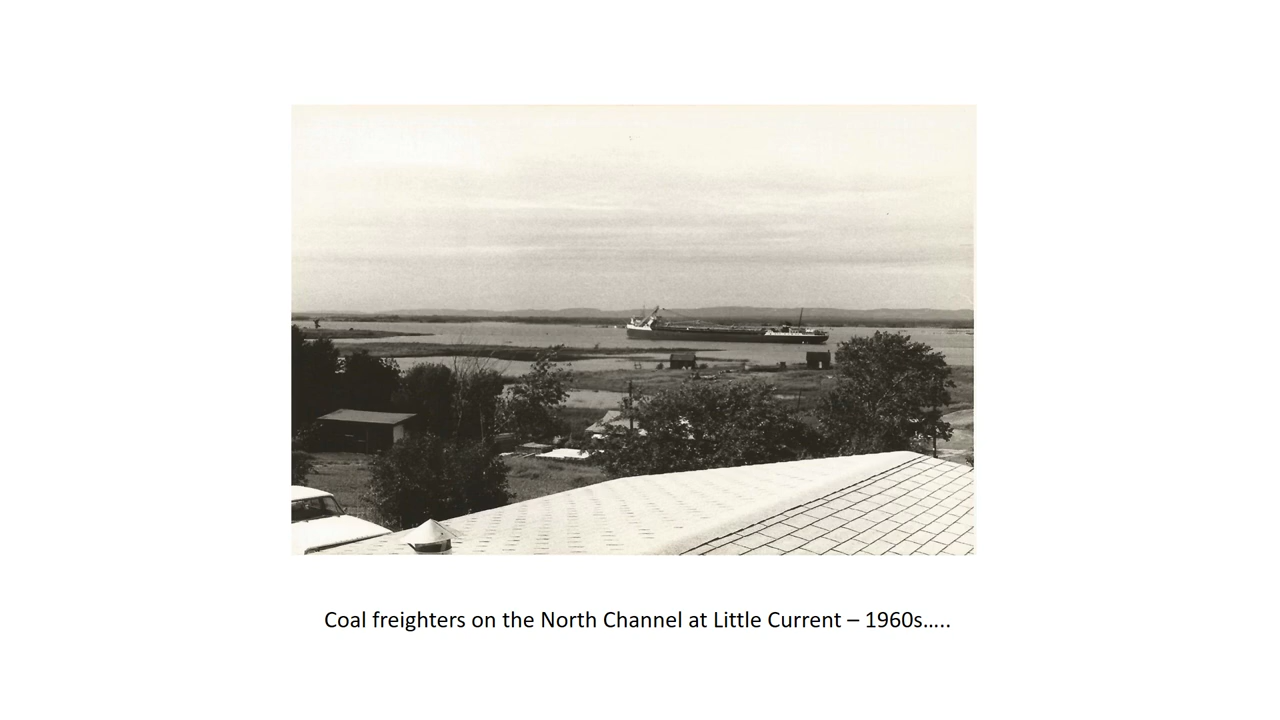 Coal freighters on the North Channel at Little Current – 1960s…..